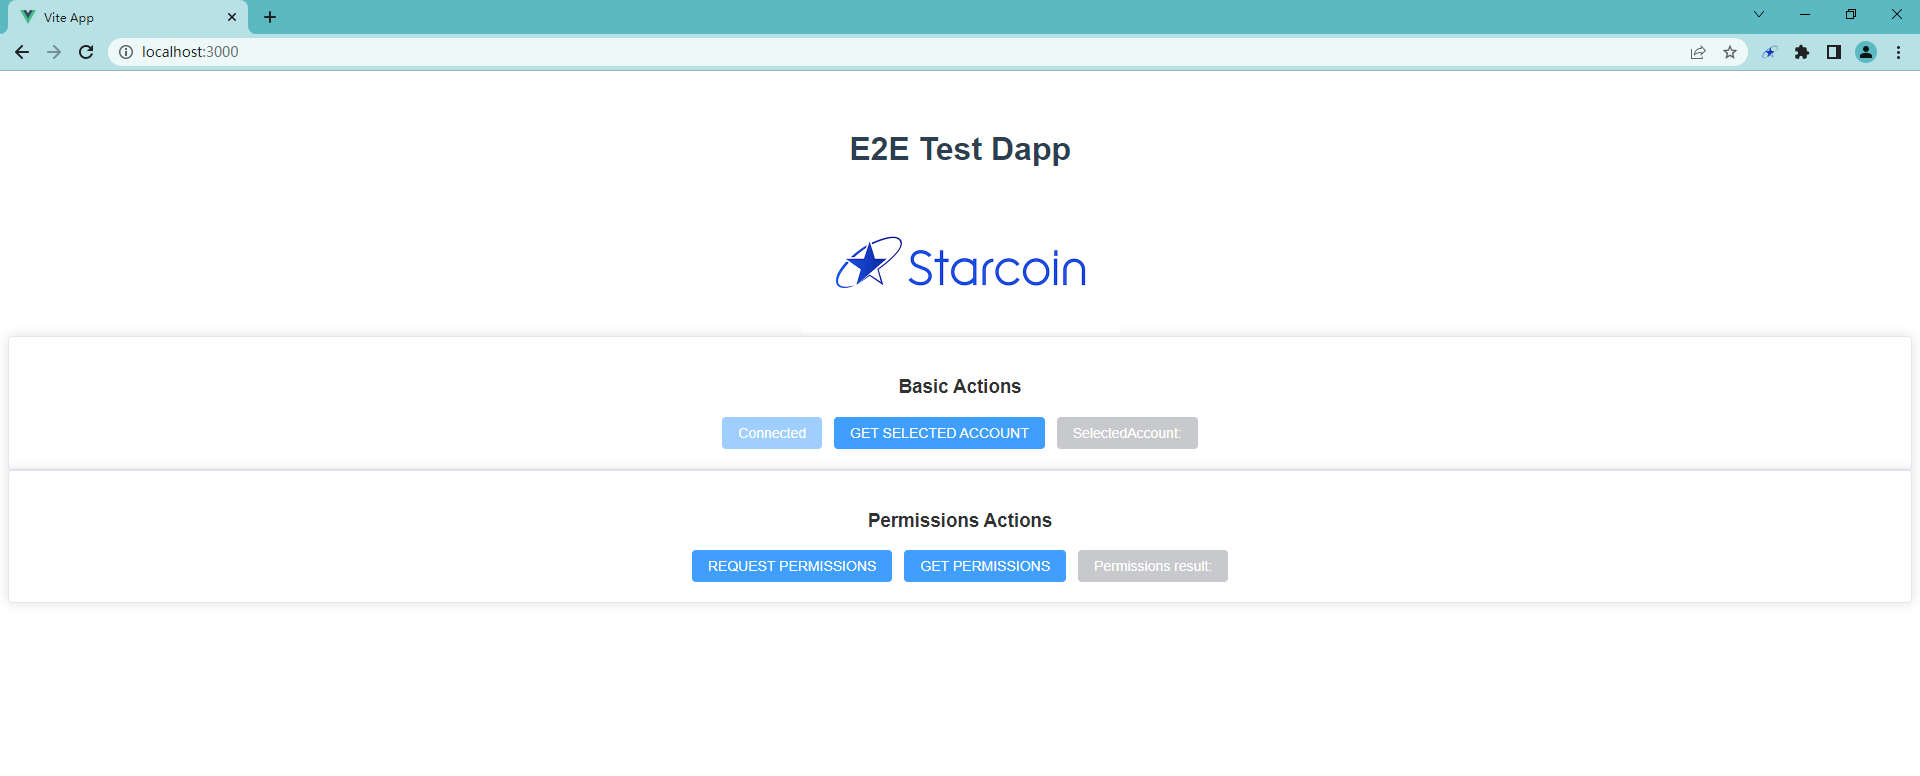 Vite App
localhost:3000
E2E Test Dapp
Starcoin
Basic Actions
Connected GET SELECTED ACCOUNT SelectedAccount:
Permissions Actions
REQUEST PERMISSIONS GET PERMISSIONS Permissions result: